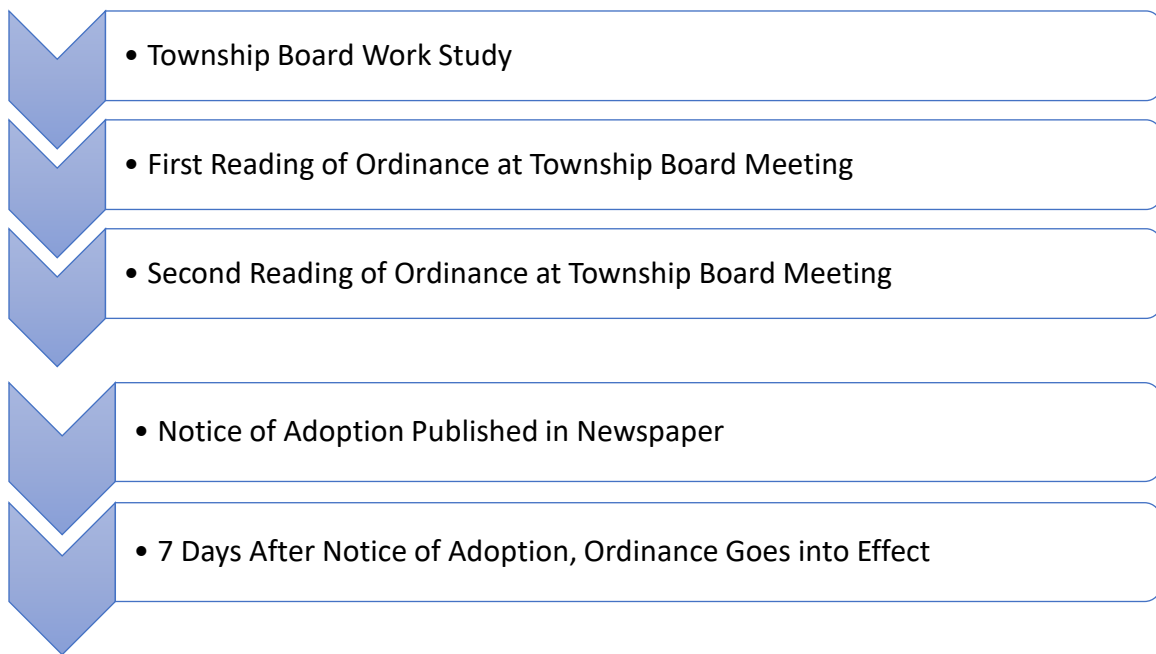 • Township Board Work Study
• First Reading of Ordinance at Township Board Meeting
• Second Reading of Ordinance at Township Board Meeting
• Notice of Adoption Published in Newspaper
• 7 Days After Notice of Adoption, Ordinance Goes into Effect